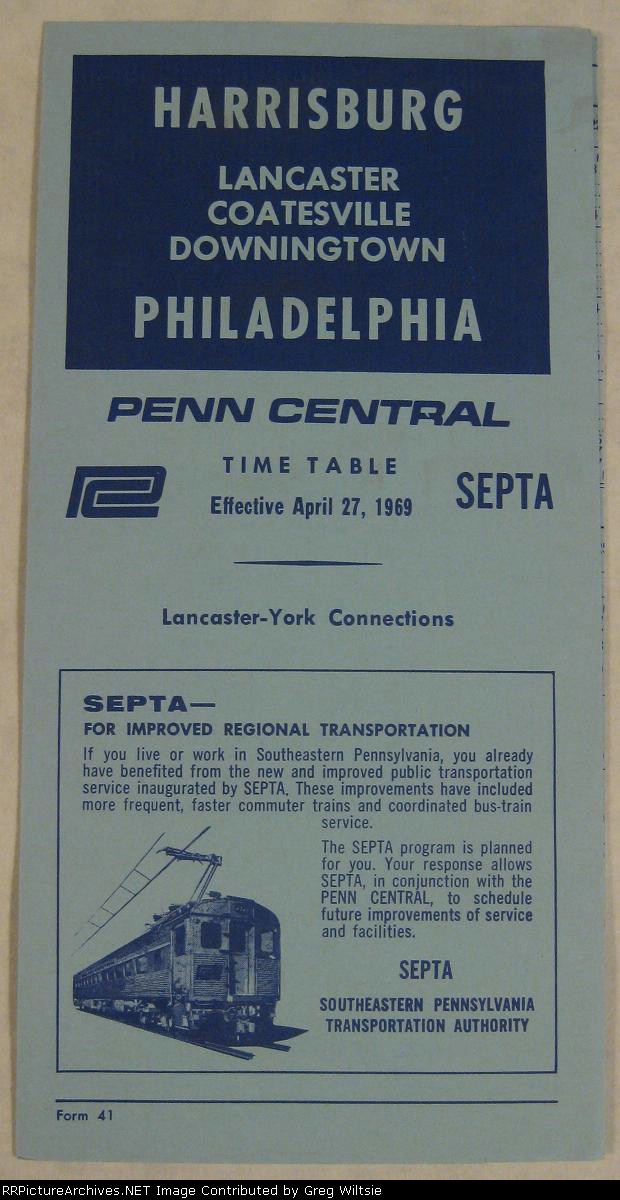 HARRISBURG
LANCASTER
COATESVILLE
DOWNINGTOWN
PHILADELPHIA
PENN CENTRAL
TIME TABLE
Effective April 27, 1969
SEPTA
Lancaster-York Connections
SEPTA—
FOR IMPROVED REGIONAL TRANSPORTATION
If you live or work in Southeastern Pennsylvania, you already
have benefited from the new and improved public transportation
service inaugurated by SEPTA. These improvements have included
more frequent, faster commuter trains and coordinated bus-train
service.
The SEPTA program is planned
for you. Your response allows
SEPTA, in conjunction with the
PENN CENTRAL, to schedule
future improvements of service
and facilities.
SEPTA
SOUTHEASTERN PENNSYLVANIA
TRANSPORTATION AUTHORITY
Form 41
RRPictureArchives.NET Image Contributed by Greg Wiltsie